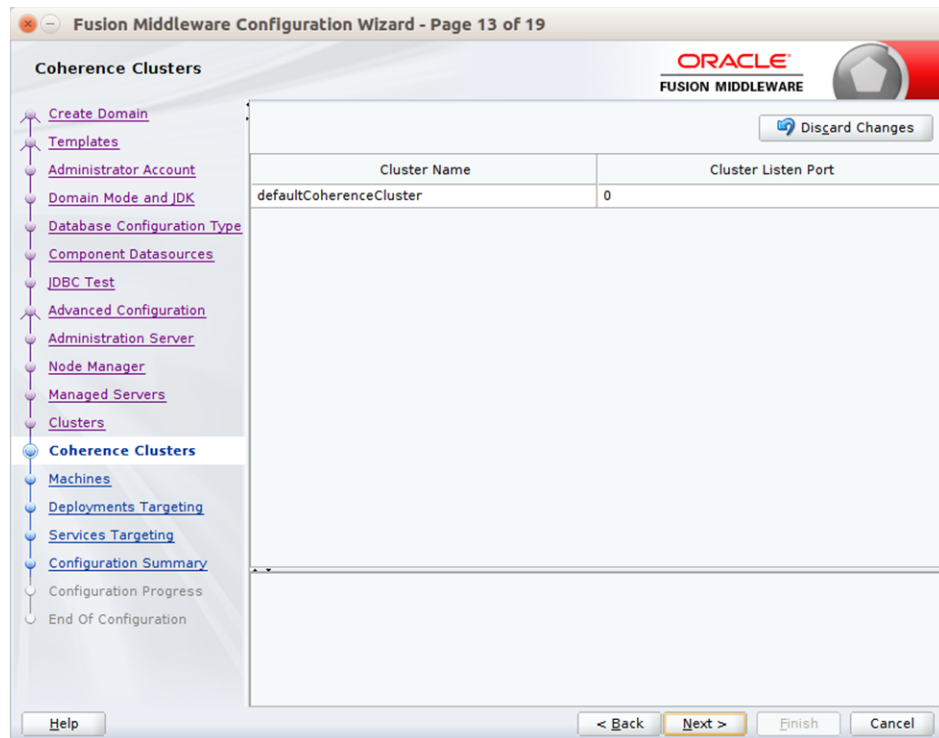 Fusion Middleware Configuration Wizard - Page 13 of 19
Coherence Clusters
ORACLE
FUSION MIDDLEWARE
Create Domain
Templates
Administrator Account
Domain Mode and JDK
Database Configuration Type
Component Datasources
JDBC Test
Advanced Configuration
Administration Server
Node Manager
Managed Servers
Clusters
Coherence Clusters
Machines
Deployments Targeting
Services Targeting
Configuration Summary
Configuration Progress
End Of Configuration
Discard Changes
Cluster Name Cluster Listen Port
defaultCoherenceCluster 0
Help < Back Next > Finish Cancel